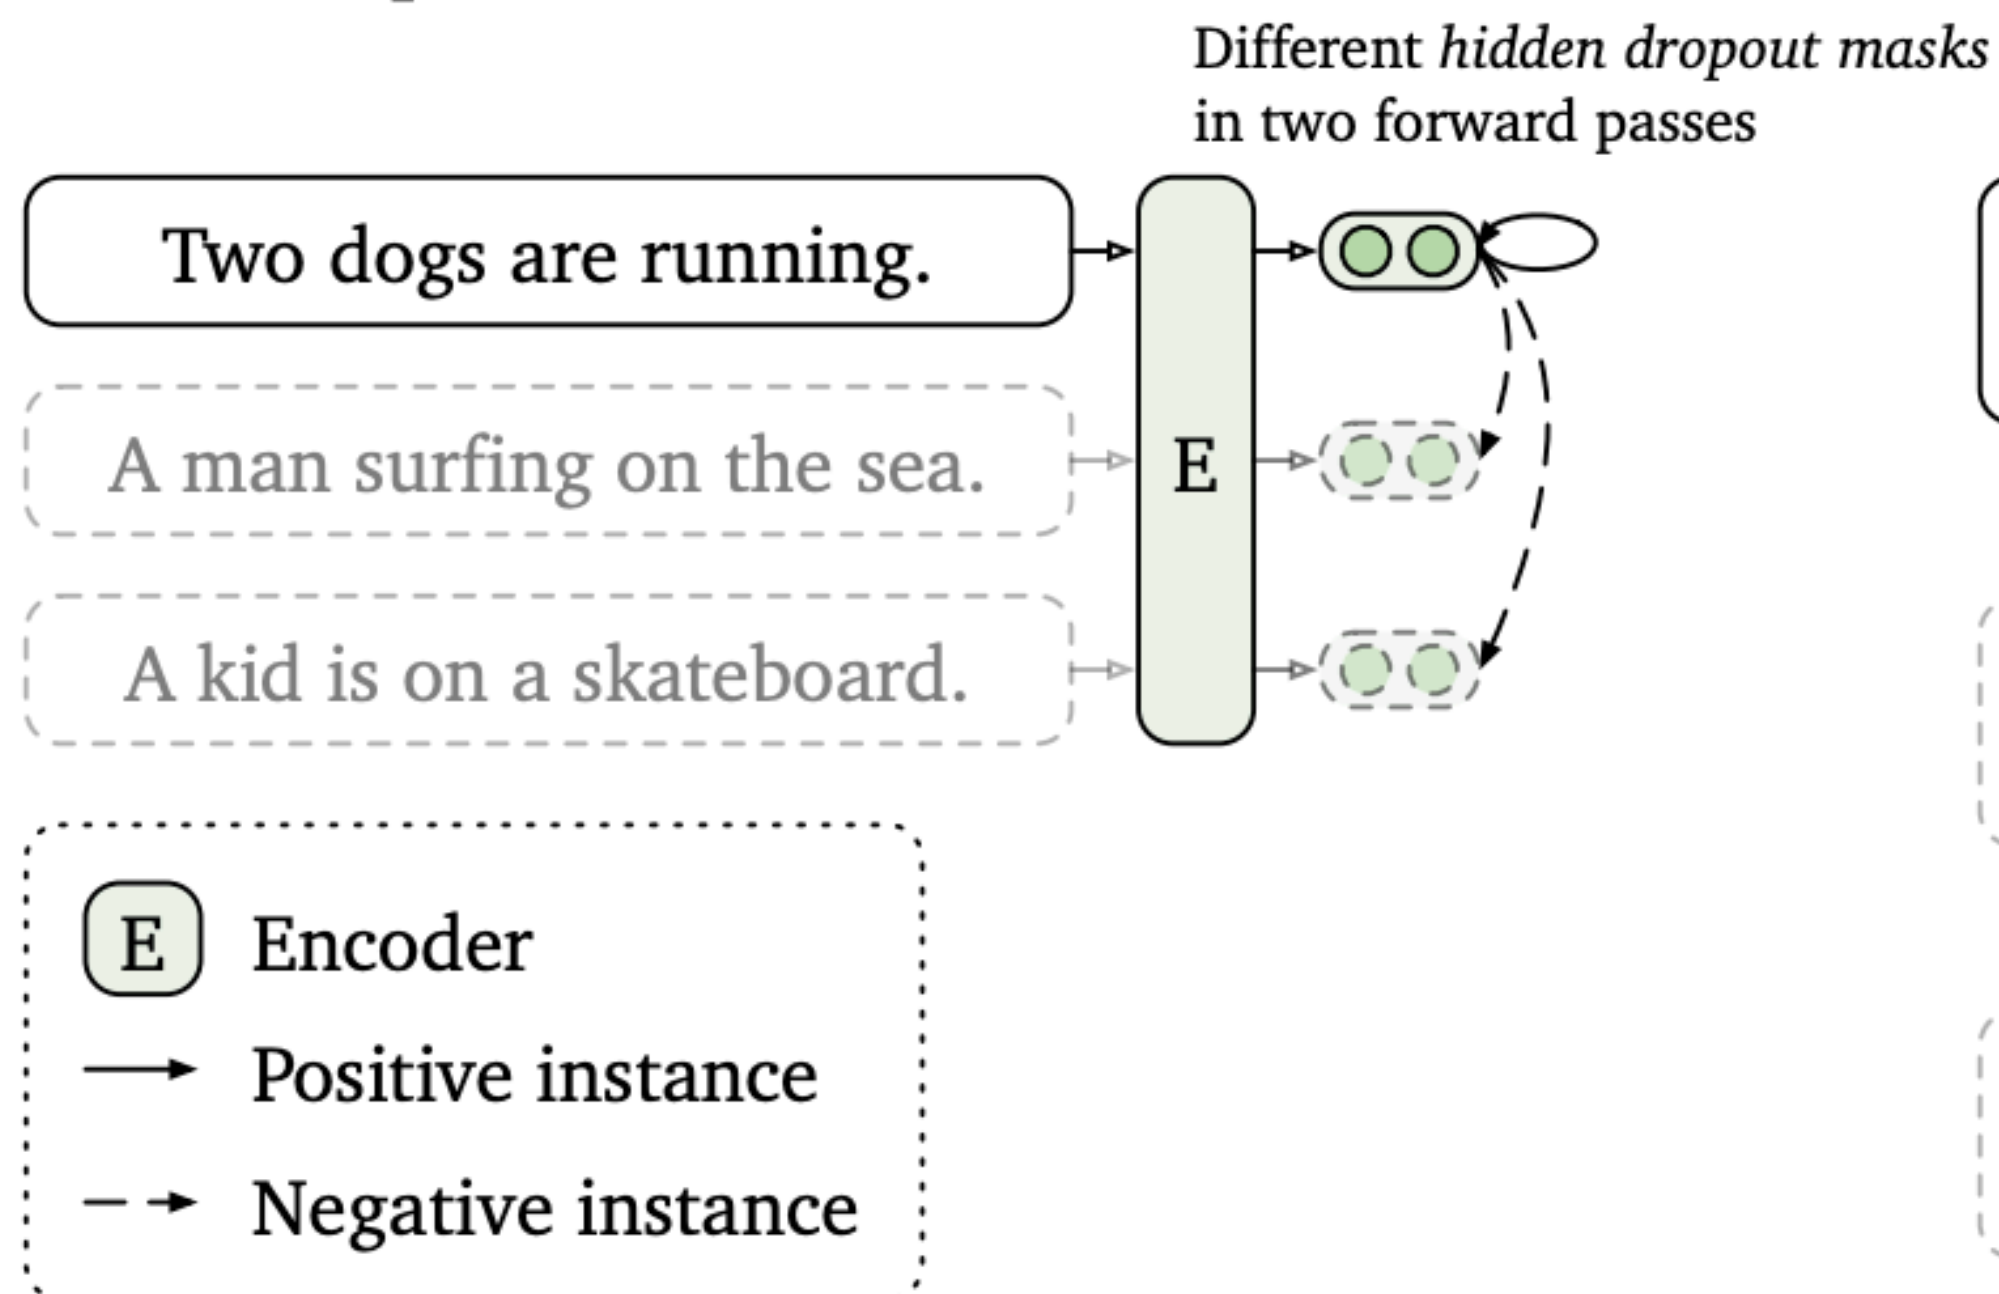 Different hidden dropout masks
in two forward passes
Two dogs are running.
A man surfing on the sea.
E
A kid is on a skateboard.
E Encoder
Positive instance
Negative instance